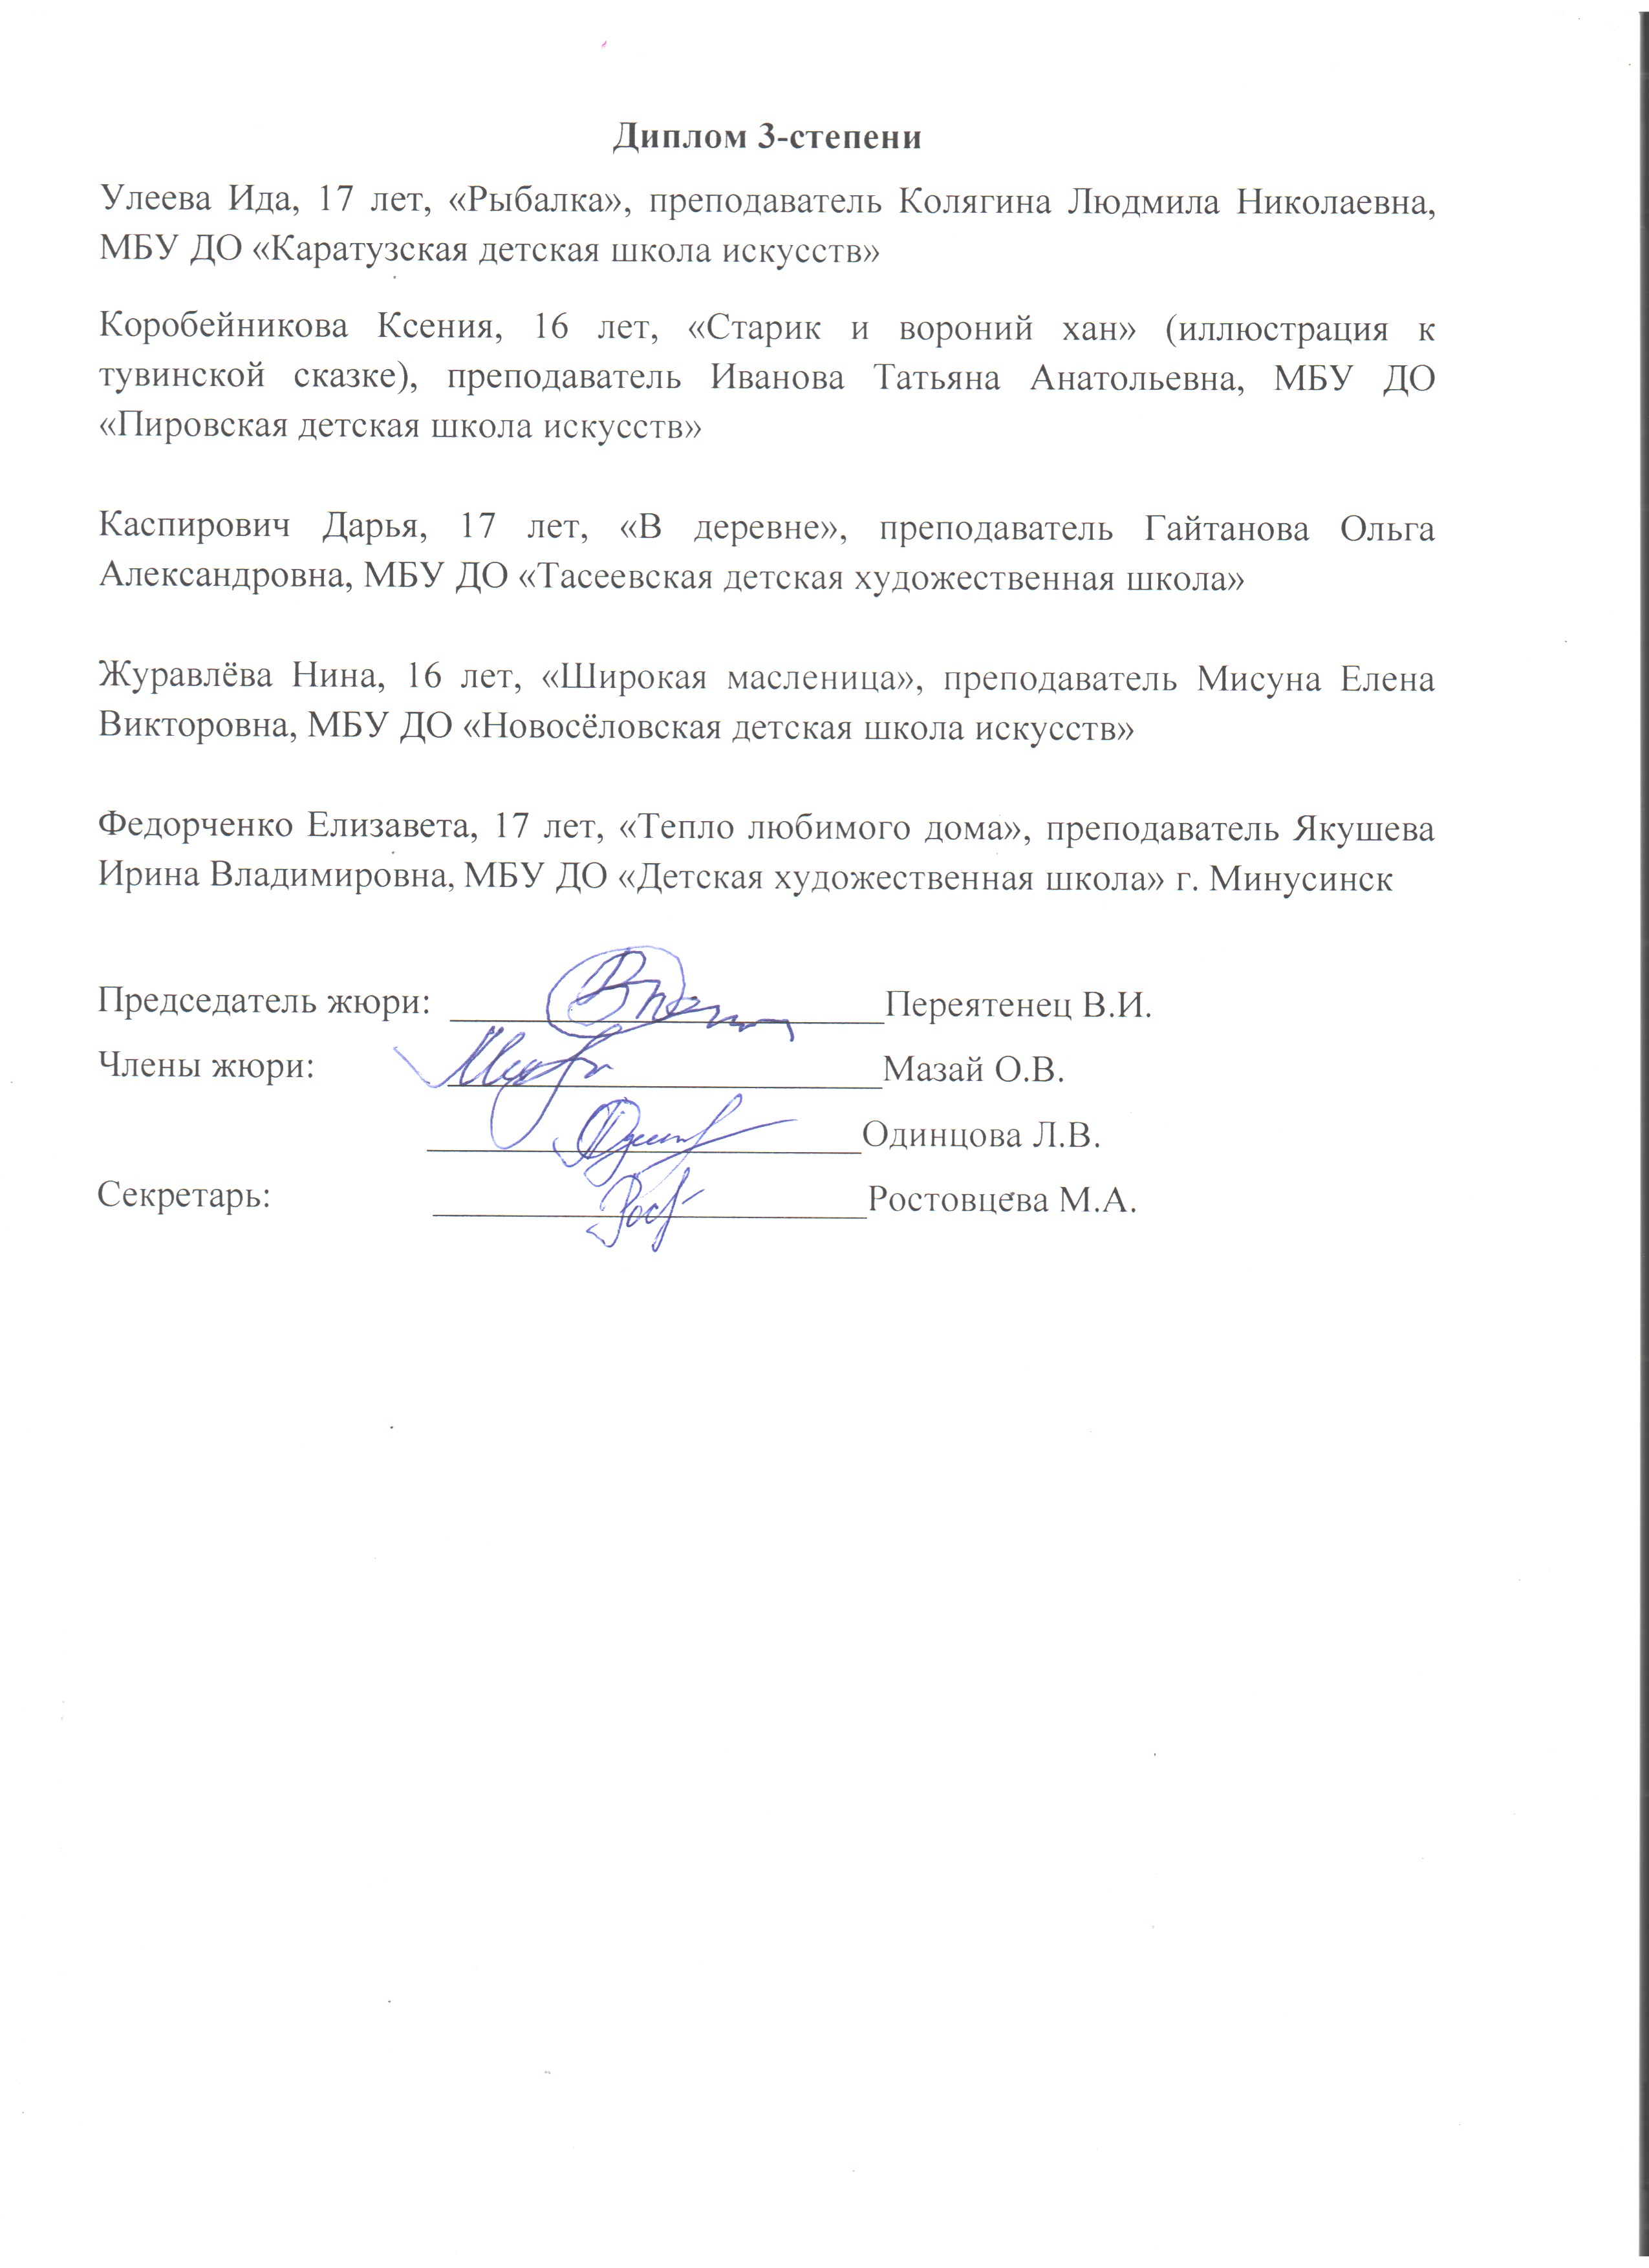 Диплом 3-степени
Улеева Ида, 17 лет, «Рыбалка», преподаватель Колягина Людмила Николаевна,
МБУ ДО «Каратузская детская школа искусств»
Коробейникова Ксения, 16 лет, «Старик и вороний хан» (иллюстрация к
тувинской сказке), преподаватель Иванова Татьяна Анатольевна, МБУ ДО
«Пировская детская школа искусств»
Каспирович Дарья, 17 лет, «В деревне», преподаватель Гайтанова Ольга
Александровна, МБУ ДО «Тасеевская детская художественная школа»
Журавлёва Нина, 16 лет, «Широкая масленица», преподаватель Мисуна Елена
Викторовна, МБУ ДО «Новосёловская детская школа искусств»
Федорченко Елизавета, 17 лет, «Тепло любимого дома», преподаватель Якушева
Ирина Владимировна, МБУ ДО «Детская художественная школа» г. Минусинск
Председатель жюри: Переятенец В.И.
Члены жюри: Мазай О.В.
Одинцова Л.В.
Секретарь: Ростовцева М.А.